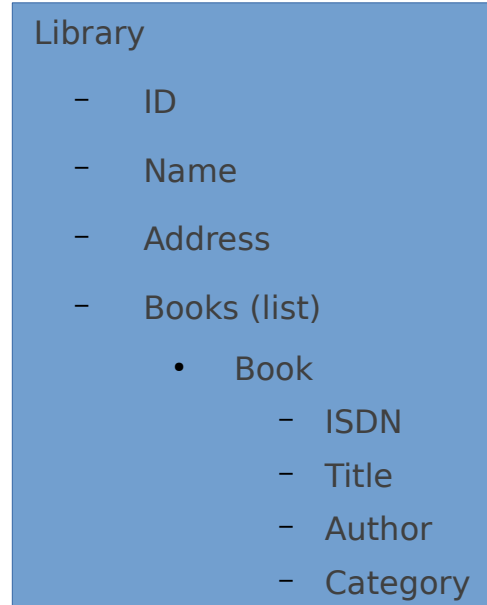 Library
– ID
– Name
– Address
– Books (list)
• Book
– ISDN
– Title
– Author
– Category